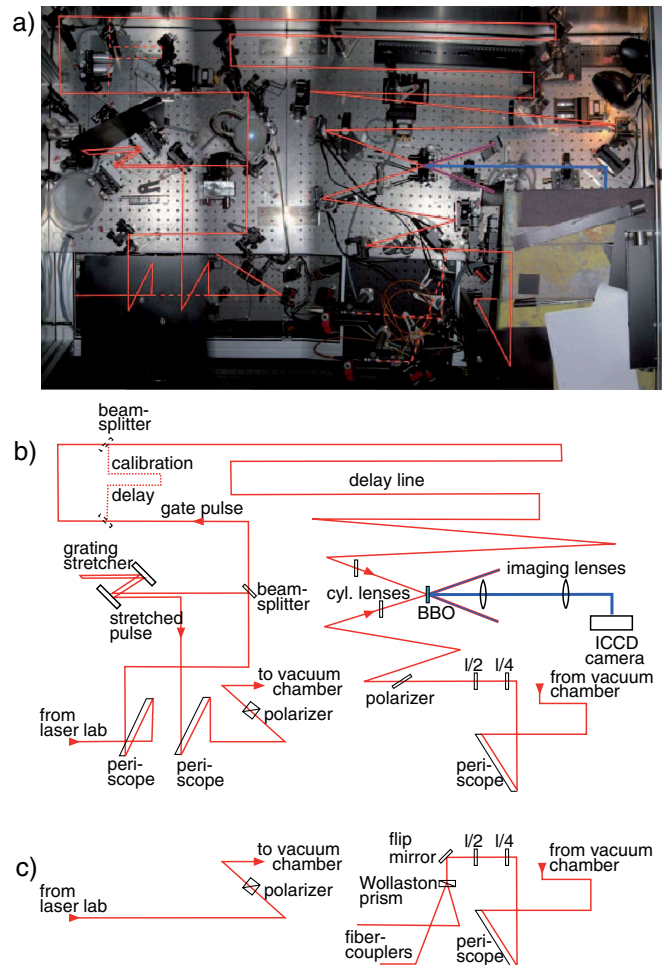 a)
b)
beam-
splitter
calibration
delay
delay line
gate pulse
grating
stretcher
stretched
pulse
beam-
splitter
cyl. lenses
BBO
imaging lenses
ICCD
camera
to vacuum
chamber
polarizer
from
laser lab
peri-
scope
peri-
scope
polarizer
l/2
l/4
from vacuum
chamber
peri-
scope
c)
to vacuum
chamber
polarizer
from
laser lab
flip
mirror
l/2
l/4
from vacuum
chamber
Wollaston
prism
fiber-
couplers
peri-
scope